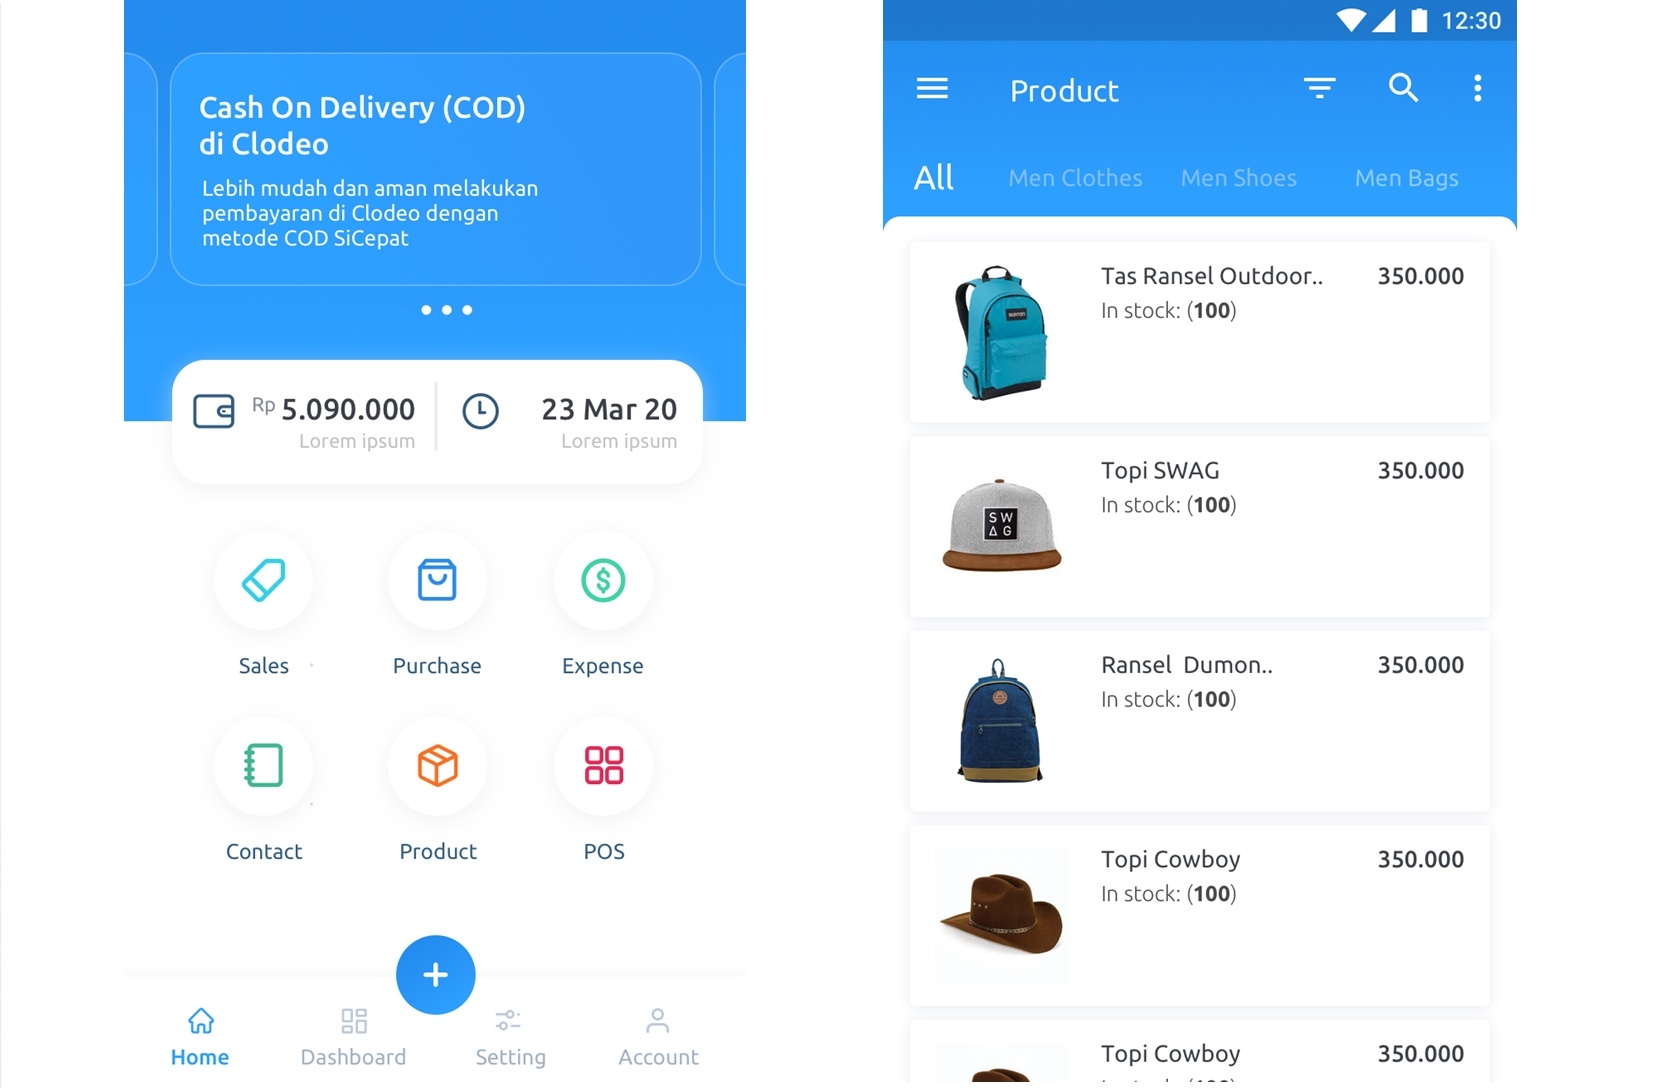 Cash On Delivery (COD)
di Clodeo
Lebih mudah dan aman melakukan
pembayaran di Clodeo dengan
metode COD SiCepat
Rp 5.090.000
Lorem ipsum
23 Mar 20
Lorem ipsum
Sales
Purchase
Expense
Contact
Product
POS
Home
Dashboard
Setting
Account
12:30
Product
All
Men Clothes
Men Shoes
Men Bags
BURTON
Tas Ransel Outdoor..
350.000
In stock: (100)
SW
AG
Topi SWAG
350.000
In stock: (100)
Ransel  Dumon..
350.000
In stock: (100)
Topi Cowboy
350.000
In stock: (100)
Topi Cowboy
350.000